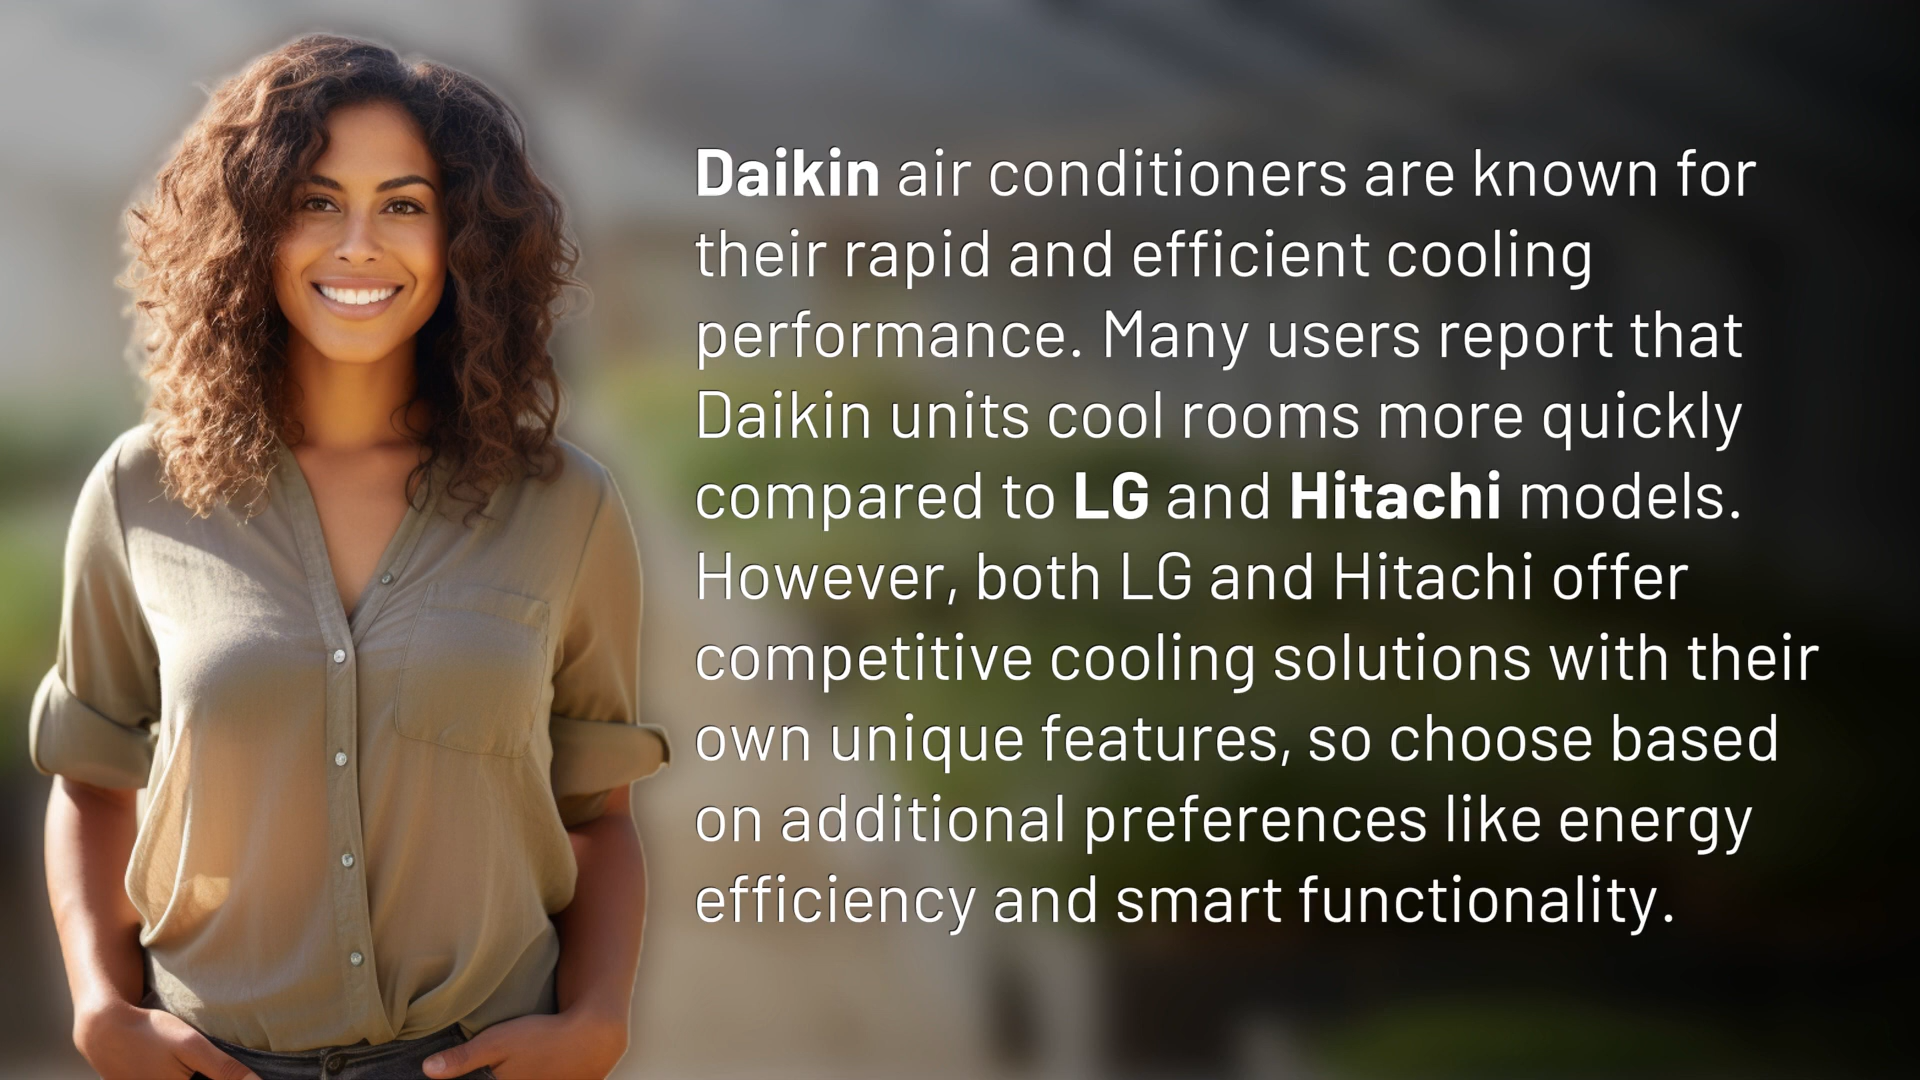 Daikin air conditioners are known for
their rapid and efficient cooling
performance. Many users report that
Daikin units cool rooms more quickly
compared to LG and Hitachi models.
However, both LG and Hitachi offer
competitive cooling solutions with their
own unique features, so choose based
on additional preferences like energy
efficiency and smart functionality.